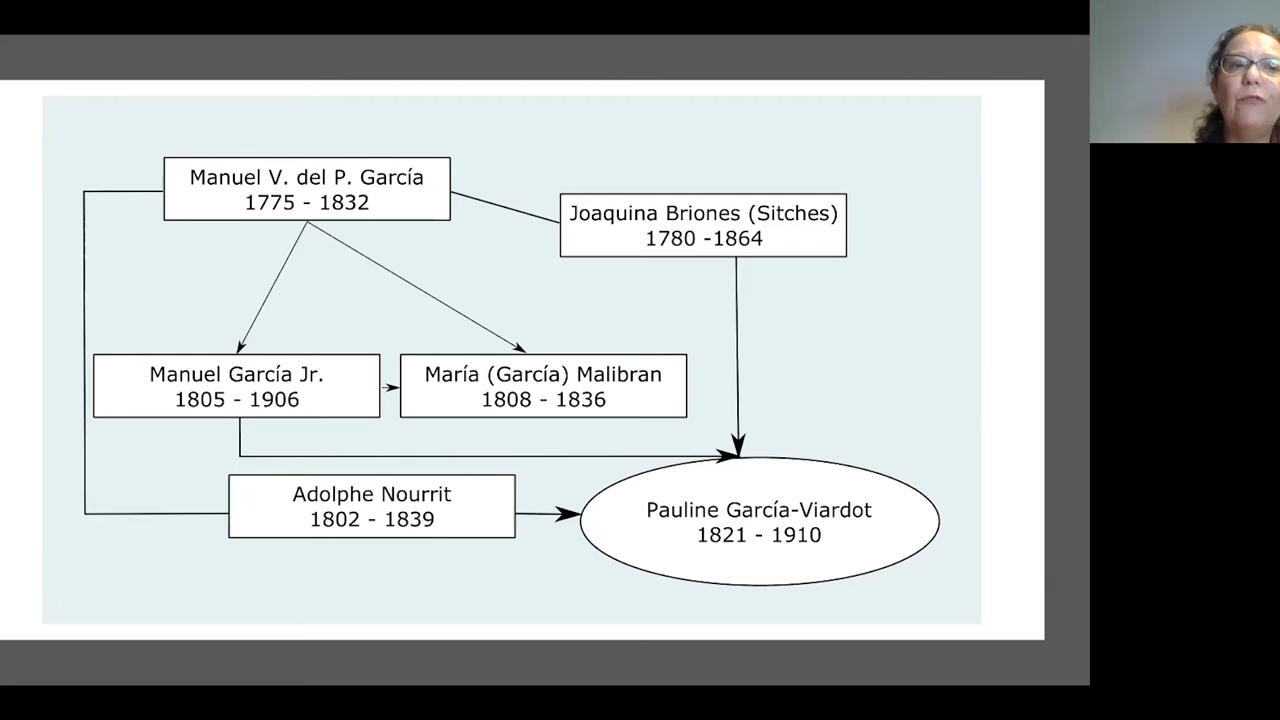 Manuel V. del P. García
1775 - 1832
Joaquina Briones (Sitches)
1780 -1864
Manuel García Jr.
1805 - 1906
María (García) Malibran
1808 - 1836
Adolphe Nourrit
1802 - 1839
Pauline García-Viardot
1821 - 1910